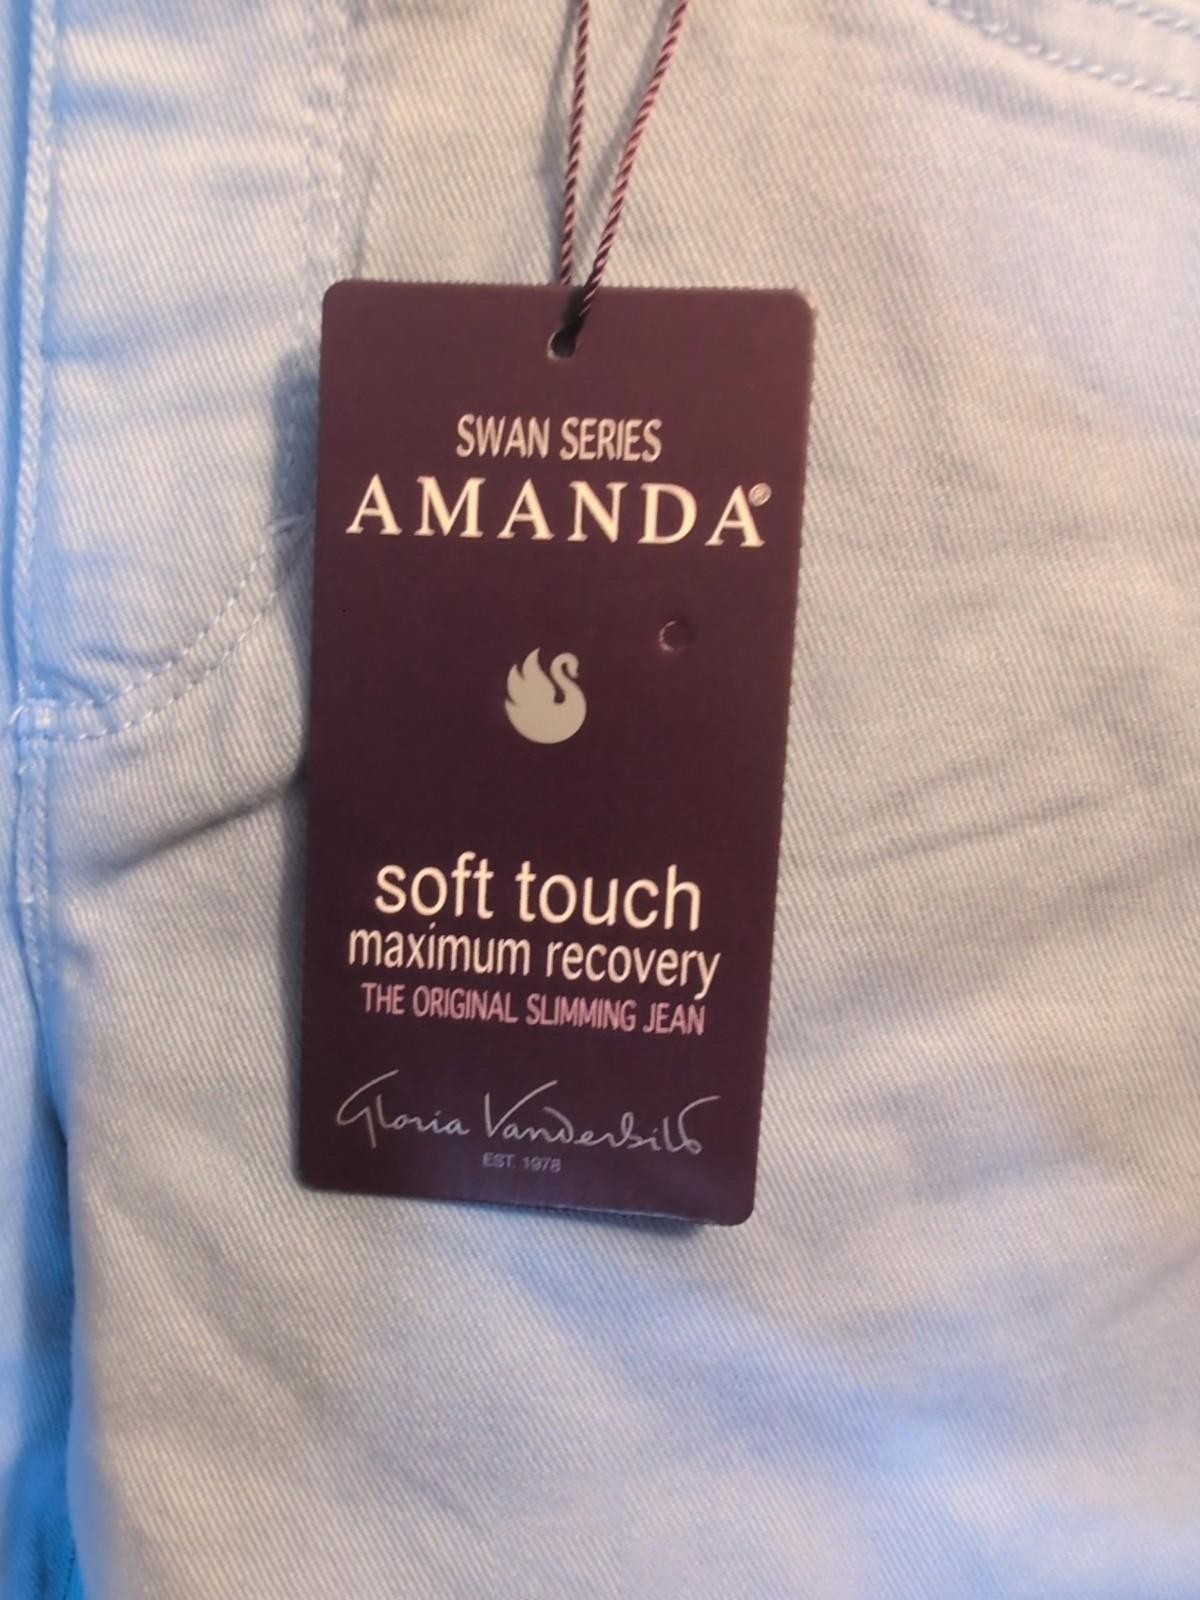 SWAN SERIES
AMANDA®
soft touch
maximum recovery
THE ORIGINAL SLIMMING JEAN
Gloria Vanderbilt
EST. 1978